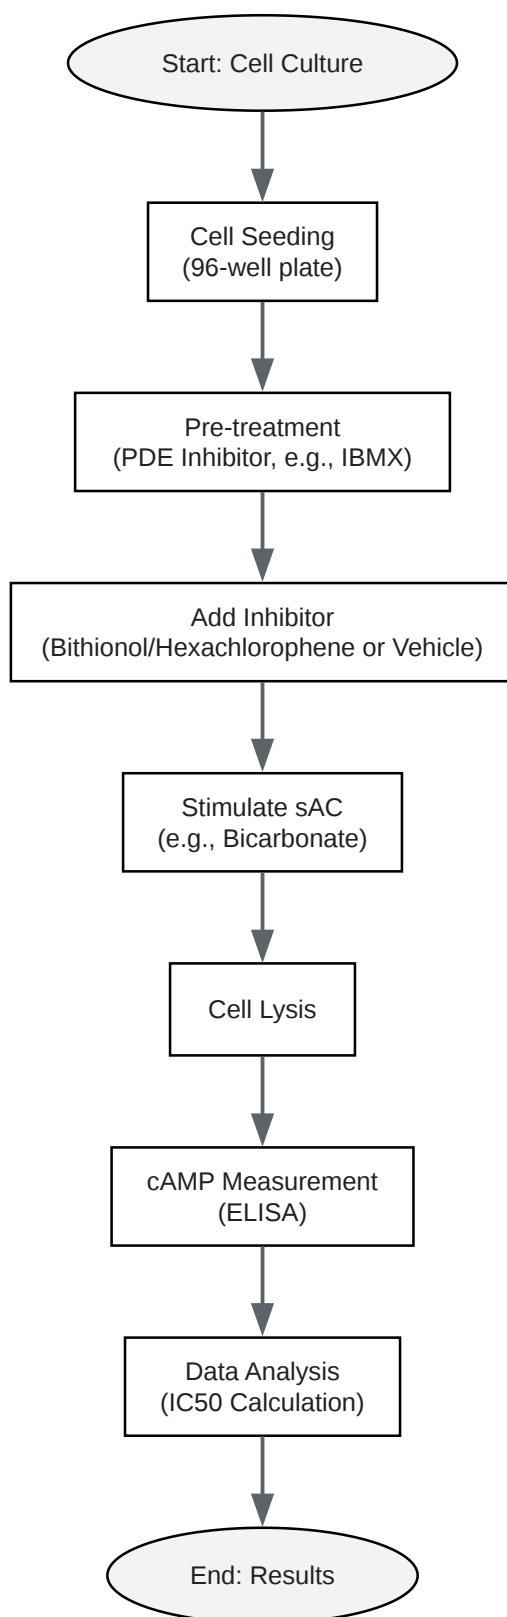 Start: Cell Culture
Cell Seeding
(96-well plate)
Pre-treatment
(PDE Inhibitor, e.g., IBMX)
Add Inhibitor
(Bithionol/Hexachlorophene or Vehicle)
Stimulate sAC
(e.g., Bicarbonate)
Cell Lysis
cAMP Measurement
(ELISA)
Data Analysis
(IC50 Calculation)
End: Results